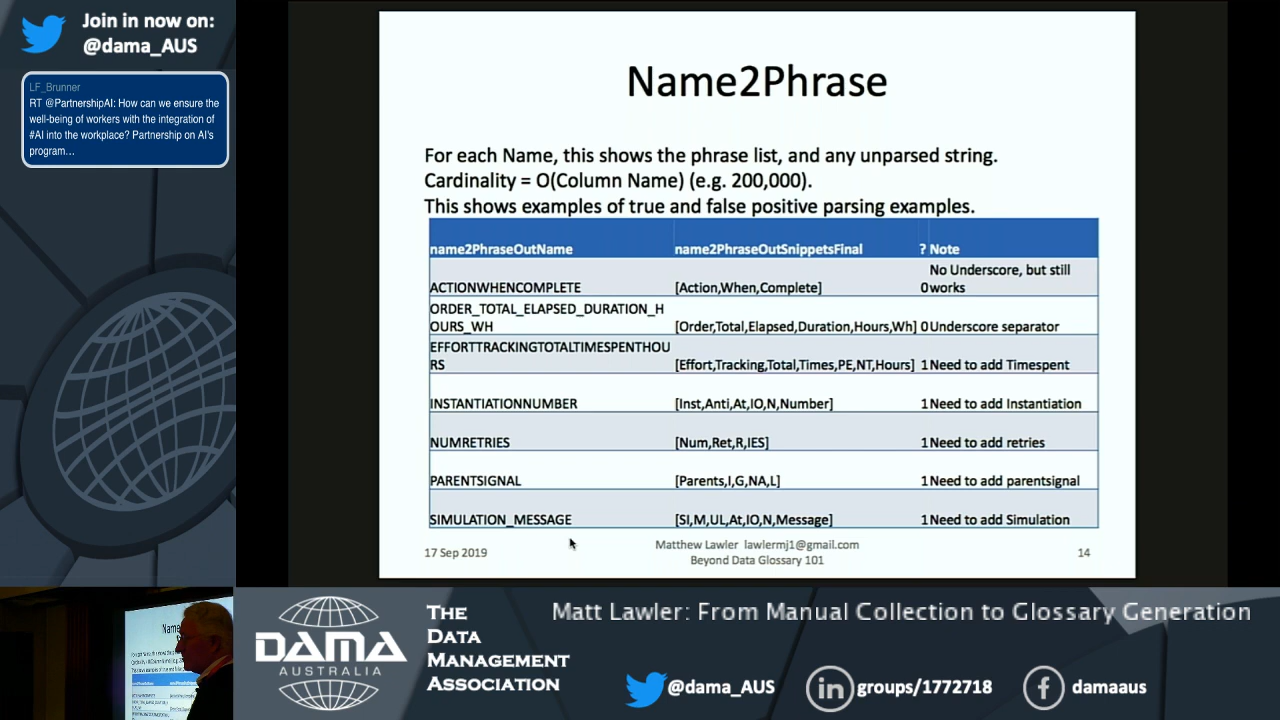 Join in now on:
@dama_AUS
LF_Brunner
RT @PartnershipAI: How can we ensure the
well-being of workers with the integration of
#AI into the workplace? Partnership on AI's
program…
Name2Phrase
For each Name, this shows the phrase list, and any unparsed string.
Cardinality = O(Column Name) (e.g. 200,000).
This shows examples of true and false positive parsing examples.
name2PhraseOutName name2PhraseOutSnippetsFinal ? Note
ACTIONWHENCOMPLETE [Action,When,Complete] 0 No Underscore, but still
works
ORDER_TOTAL_ELAPSED_DURATION_H
OURS_WH [Order,Total,Elapsed,Duration,Hours,Wh] 0 Underscore separator
EFFORTTRACKINGTOTALTIMESPENTHOU
RS [Effort,Tracking,Total,Times,PE,NT,Hours] 1 Need to add Timespent
INSTANTIATIONNUMBER [Inst,Anti,At,IO,N,Number] 1 Need to add Instantiation
NUMRETRIES [Num,Ret,R,IES] 1 Need to add retries
PARENTSIGNAL [Parents,I,G,NA,L] 1 Need to add parentsignal
SIMULATION_MESSAGE [SI,M,UL,At,IO,N,Message] 1 Need to add Simulation
17 Sep 2019
Matthew Lawler lawlermj1@gmail.com
Beyond Data Glossary 101
14
Matt Lawler: From Manual Collection to Glossary Generation
DAMA
AUSTRALIA
THE
DATA
MANAGEMENT
ASSOCIATION
@dama_AUS
in groups/1772718
f damaaus